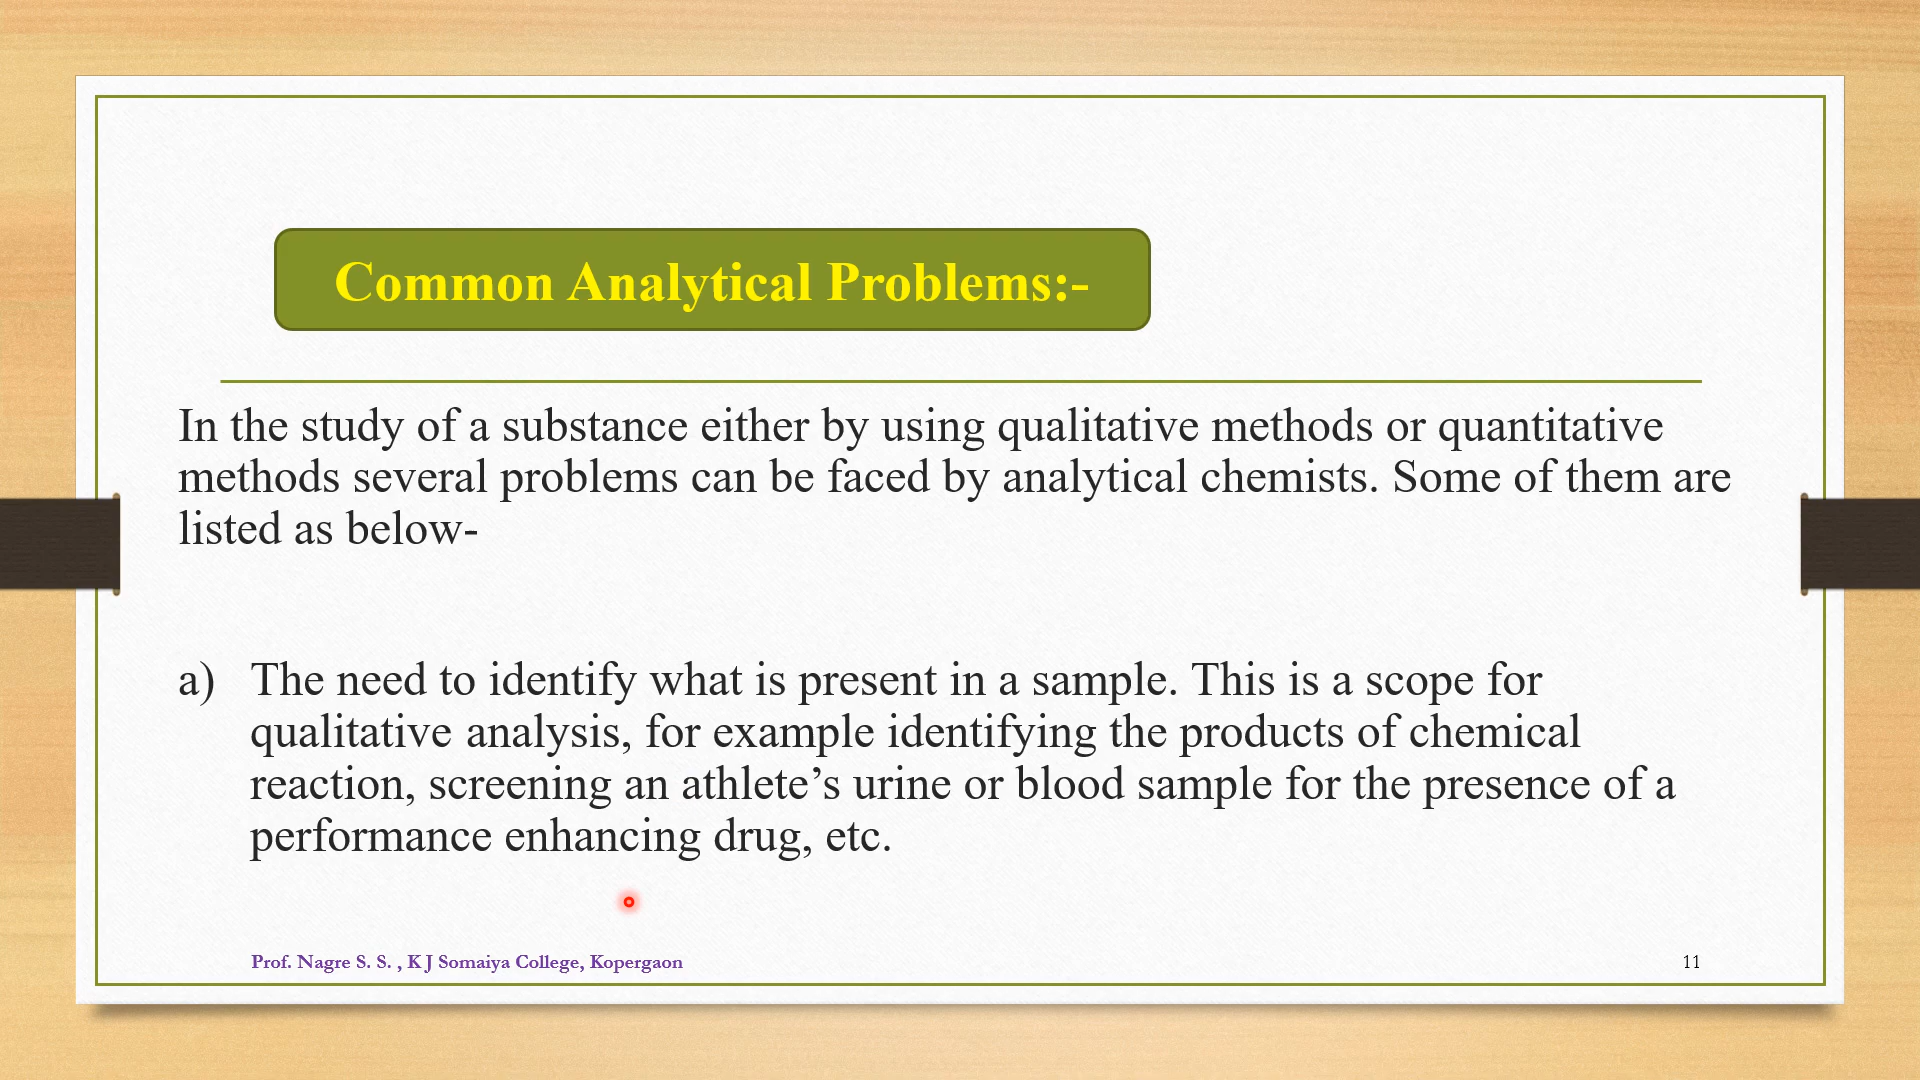 Common Analytical Problems:-
In the study of a substance either by using qualitative methods or quantitative
methods several problems can be faced by analytical chemists. Some of them are
listed as below-
a) The need to identify what is present in a sample. This is a scope for
qualitative analysis, for example identifying the products of chemical
reaction, screening an athlete’s urine or blood sample for the presence of a
performance enhancing drug, etc.
Prof. Nagre S. S. , K J Somaiya College, Kopergaon
11